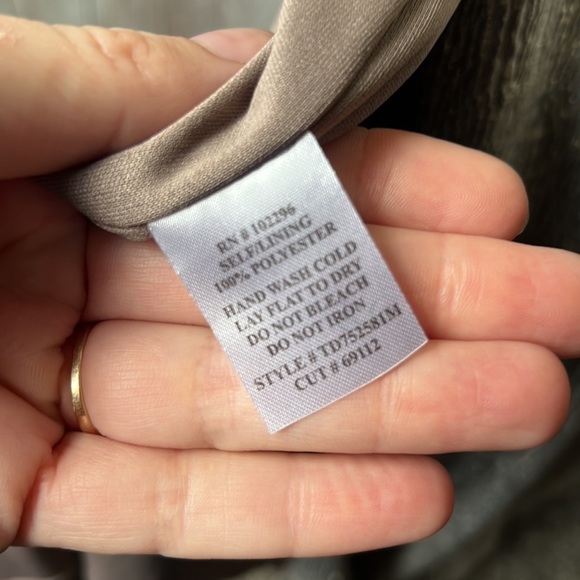 RN # 102296
SELF/LINING
100% POLYESTER
HAND WASH COLD
LAY FLAT TO DRY
DO NOT BLEACH
DO NOT IRON
STYLE # TD752581M
CUT # 69112